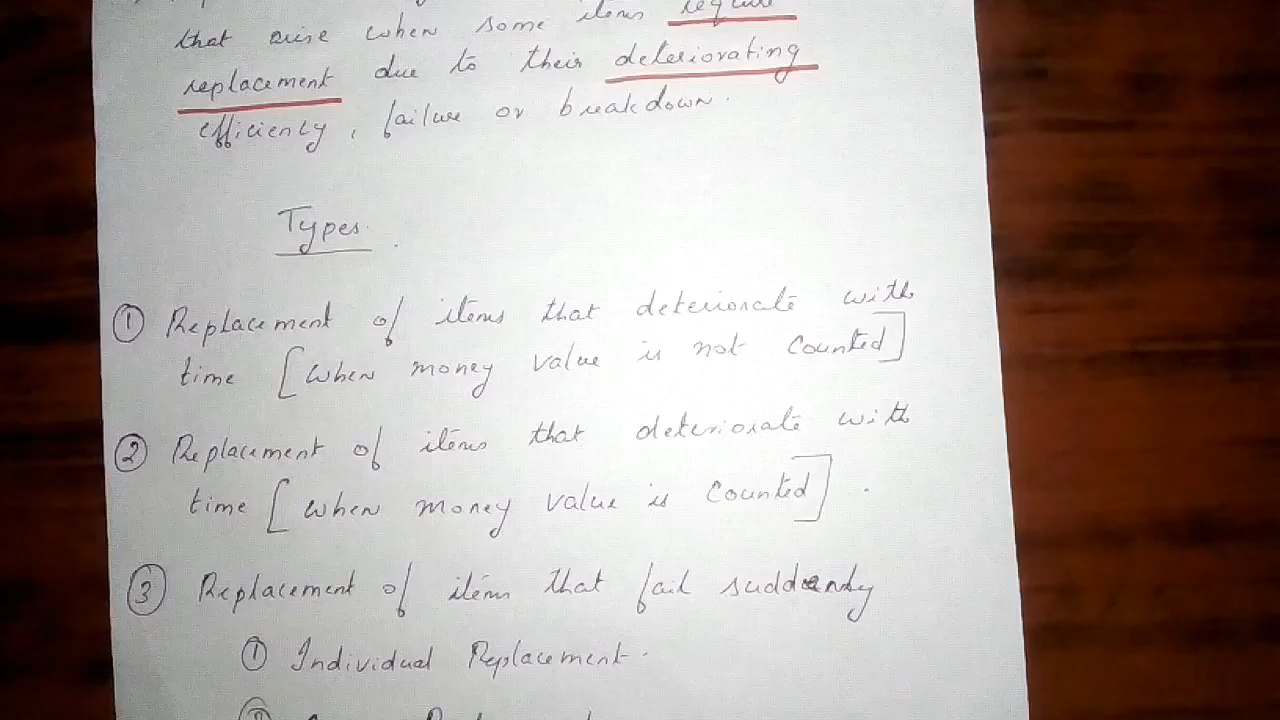 that arise when some items require
replacement due to their deteriorating
efficiency, failure or breakdown.
Types.
① Replacement of items that deteriorate with
time [when money value is not counted]
② Replacement of items that deteriorate with
time [when money value is counted].
③ Replacement of items that fail suddenly
① Individual Replacement.